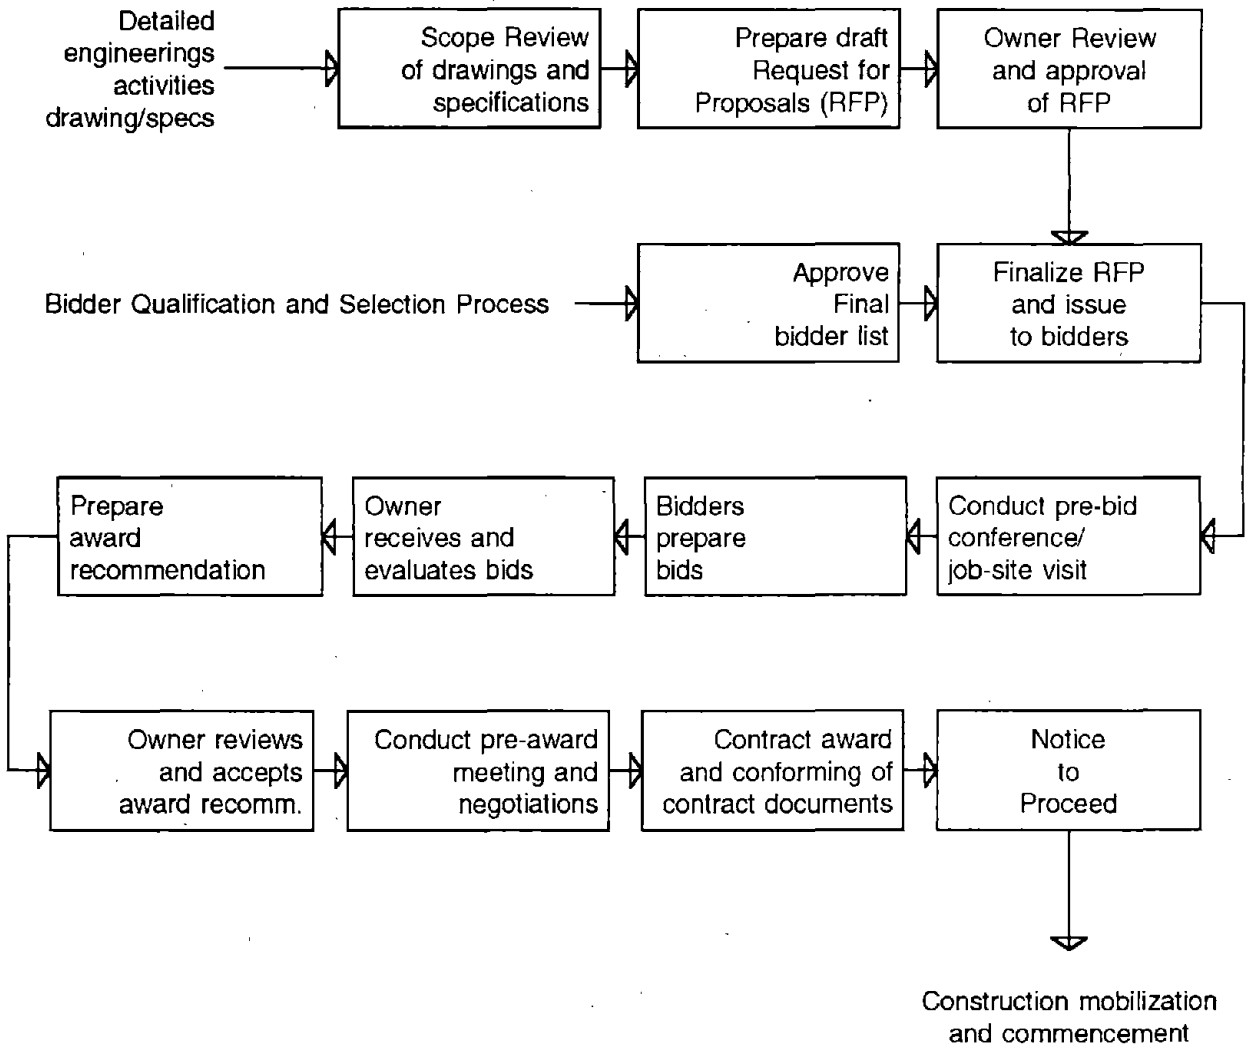 Detailed
engineerings
activities
drawing/specs
Scope Review
of drawings and
specifications
Prepare draft
Request for
Proposals (RFP)
Owner Review
and approval
of RFP
Bidder Qualification and Selection Process
Approve
Final
bidder list
Finalize RFP
and issue
to bidders
Conduct pre-bid
conference/
job-site visit
Bidders
prepare
bids
Owner
receives and
evaluates bids
Prepare
award
recommendation
Owner reviews
and accepts
award recomm.
Conduct pre-award
meeting and
negotiations
Contract award
and conforming of
contract documents
Notice
to
Proceed
Construction mobilization
and commencement